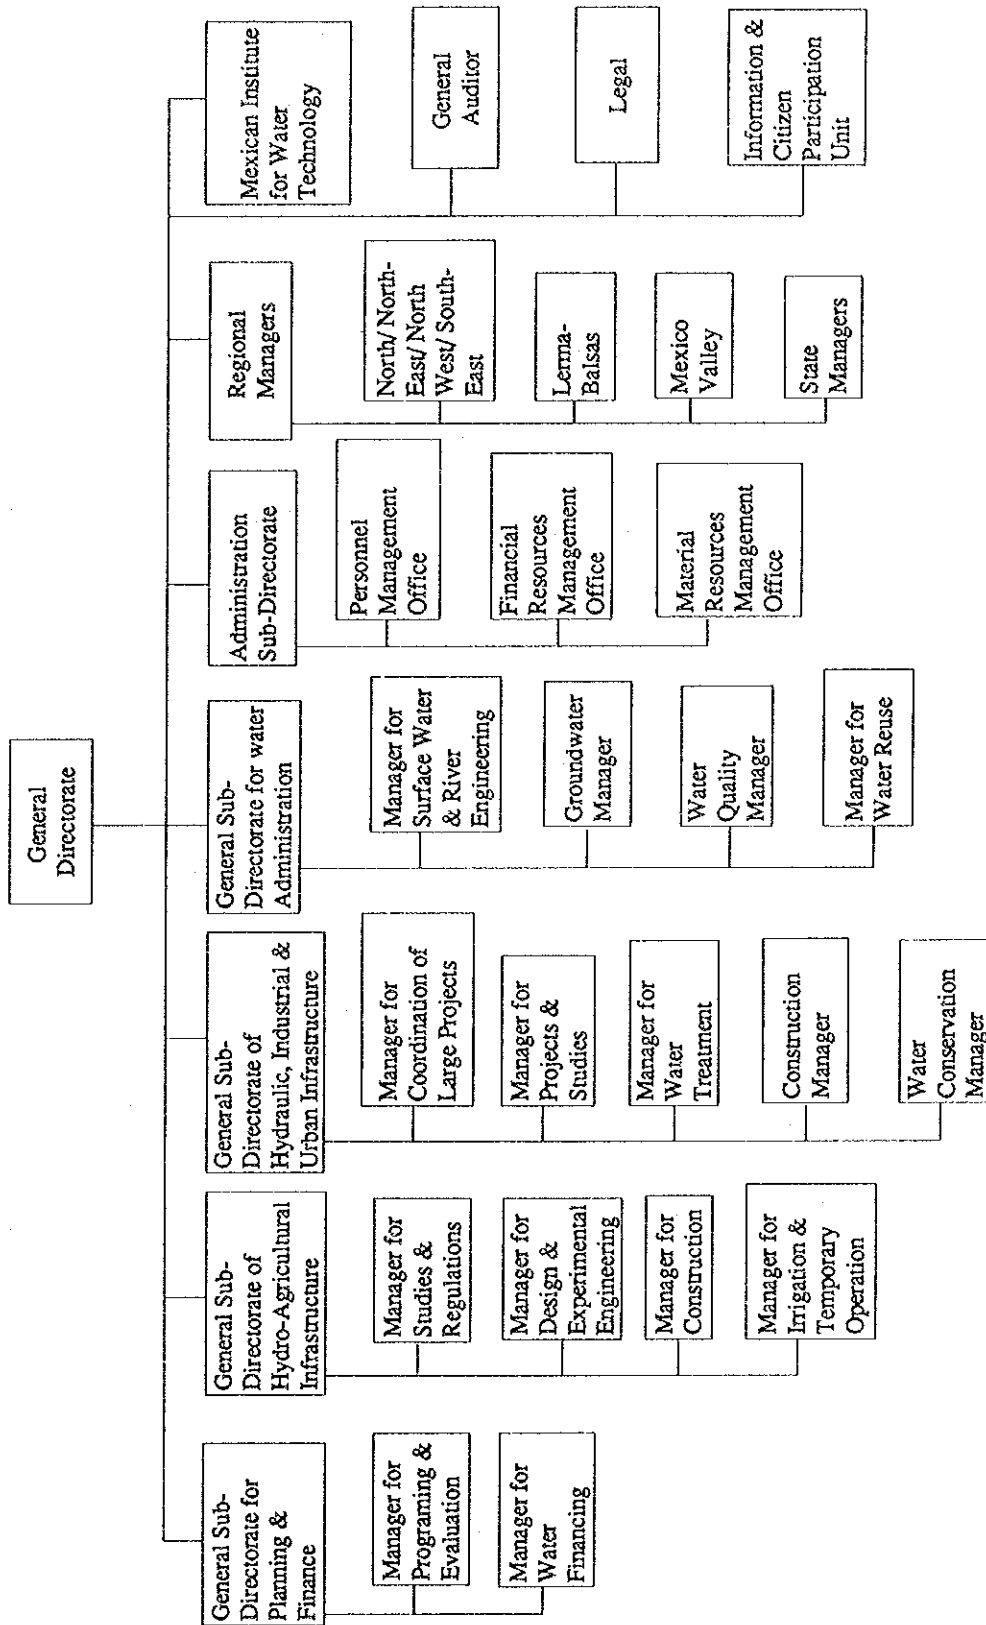 General
Directorate
General Sub-
Directorate for
Planning &
Finance
Manager for
Programing &
Evaluation
Manager for
Water
Financing
General Sub-
Directorate of
Hydro-Agricultural
Infrastructure
Manager for
Studies &
Regulations
Manager for
Design &
Experimental
Engineering
Manager for
Construction
Manager for
Irrigation &
Temporary
Operation
General Sub-
Directorate of
Hydraulic, Industrial &
Urban Infrastructure
Manager for
Coordination of
Large Projects
Manager for
Projects &
Studies
Manager for
Water
Treatment
Construction
Manager
Water
Conservation
Manager
General Sub-
Directorate for water
Administration
Manager for
Surface Water
& River
Engineering
Groundwater
Manager
Water
Quality
Manager
Manager for
Water Reuse
Administration
Sub-Directorate
Personnel
Management
Office
Financial
Resources
Management
Office
Material
Resources
Management
Office
Regional
Managers
North/ North-
East/ North
West/ South-
East
Lerma-
Balsas
Mexico
Valley
State
Managers
Mexican Institute
for Water
Technology
General
Auditor
Legal
Information &
Citizen
Participation
Unit